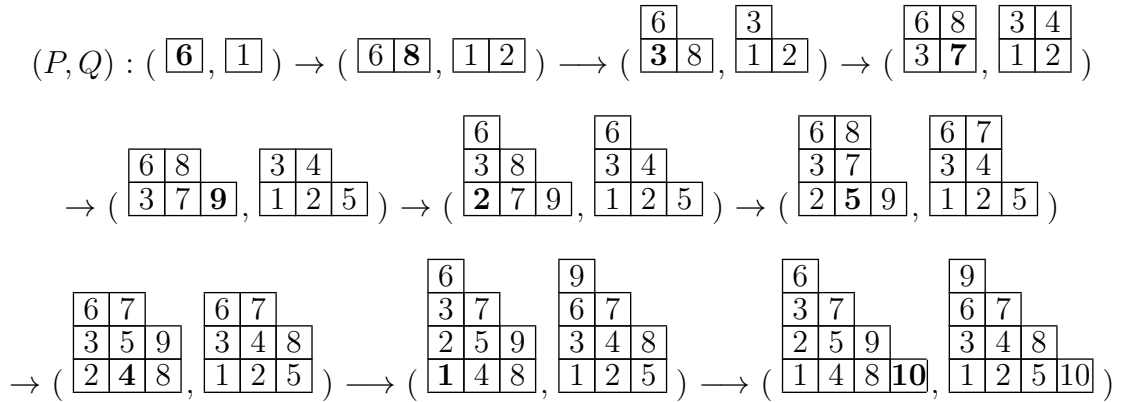 6 3 6 8 3 4
(P, Q) : ( 6 , 1 ) → ( 6 8 , 1 2 ) ⟶ ( 3 8 , 1 2 ) → ( 3 7 , 1 2 )
6 6 6 8 6 7
6 8 3 4 3 8 3 4 3 7 3 4
→ ( 3 7 9 , 1 2 5 ) → ( 2 7 9 , 1 2 5 ) → ( 2 5 9 , 1 2 5 )
6 9 6 9
6 7 6 7 3 7 6 7 3 7 6 7
3 5 9 3 4 8 2 5 9 3 4 8 2 5 9 3 4 8
→ ( 2 4 8 , 1 2 5 ) ⟶ ( 1 4 8 , 1 2 5 ) ⟶ ( 1 4 8 10 , 1 2 5 10 )